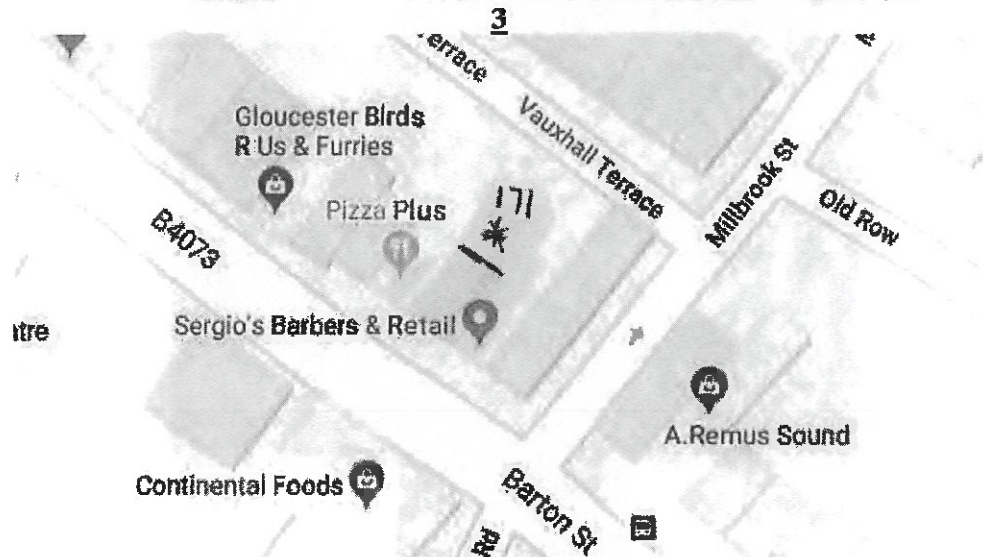 3
Terrace
Gloucester Birds
R Us & Furries
Vauxhall Terrace
Millbrook St
Old Row
Pizza Plus
171
B4073
Sergio's Barbers & Retail
ntre
A.Remus Sound
Continental Foods
Barton St
Rd